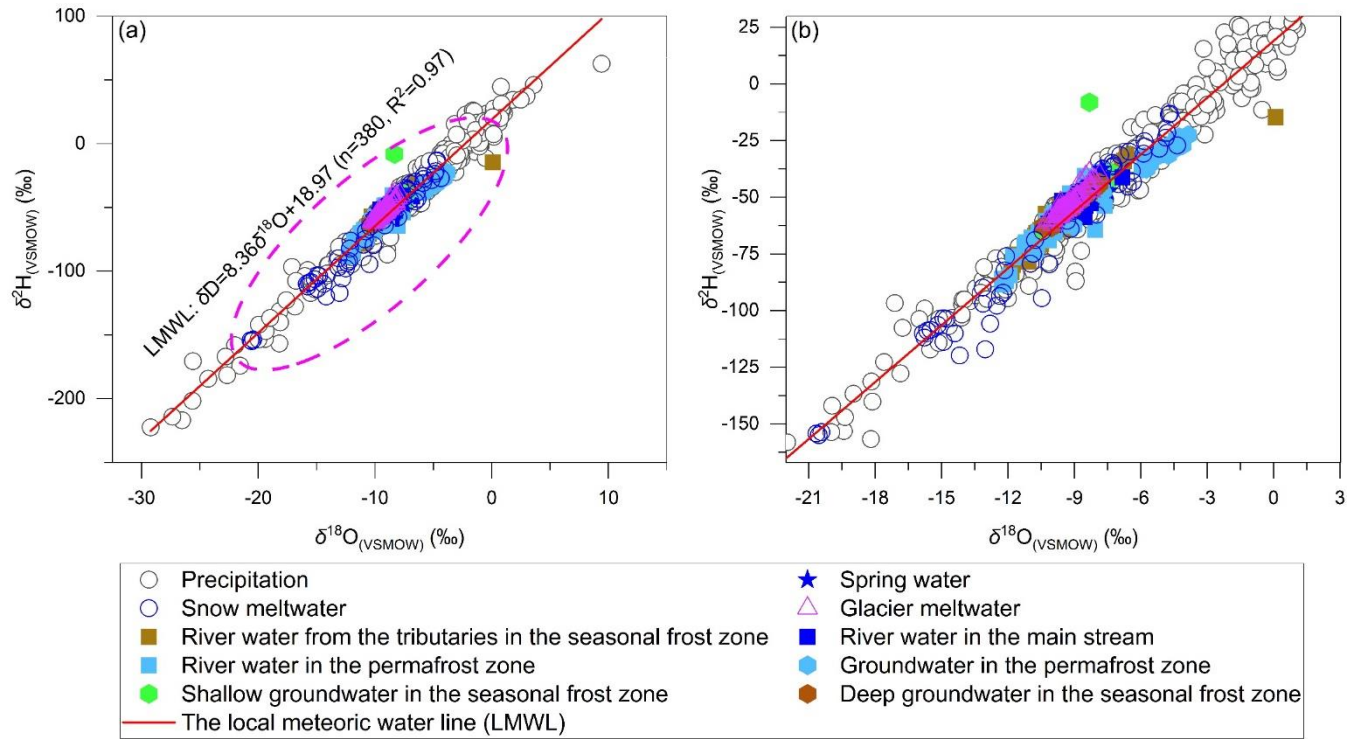 (a)
LMWL: δD=8.36δ¹⁸O+18.97 (n=380, R²=0.97)
δ²H(VSMOW) (‰)
100
0
-100
-200
-30
-20
-10
0
10
δ¹⁸O(VSMOW) (‰)
(b)
δ²H(VSMOW) (‰)
25
0
-25
-50
-75
-100
-125
-150
-21
-18
-15
-12
-9
-6
-3
0
3
δ¹⁸O(VSMOW) (‰)
Precipitation
Snow meltwater
River water from the tributaries in the seasonal frost zone
River water in the permafrost zone
Shallow groundwater in the seasonal frost zone
The local meteoric water line (LMWL)
Spring water
Glacier meltwater
River water in the main stream
Groundwater in the permafrost zone
Deep groundwater in the seasonal frost zone